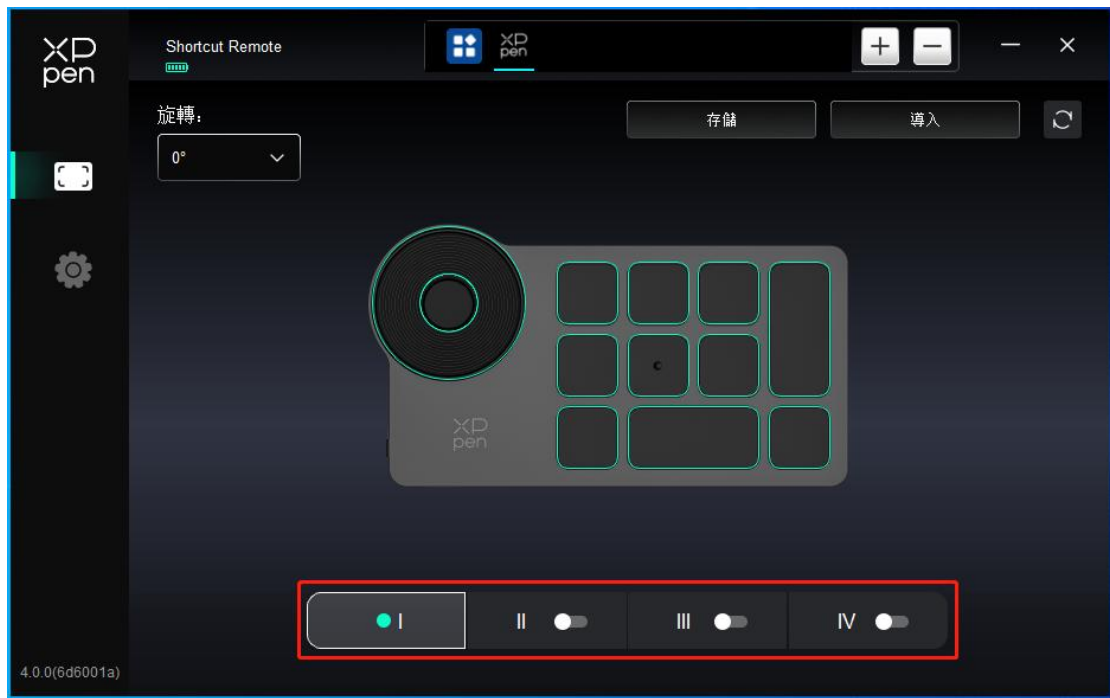 XP
pen
Shortcut Remote
XP
pen
旋轉:
存儲
導入
0°
XP
pen
I
II
III
IV
4.0.0(6d6001a)